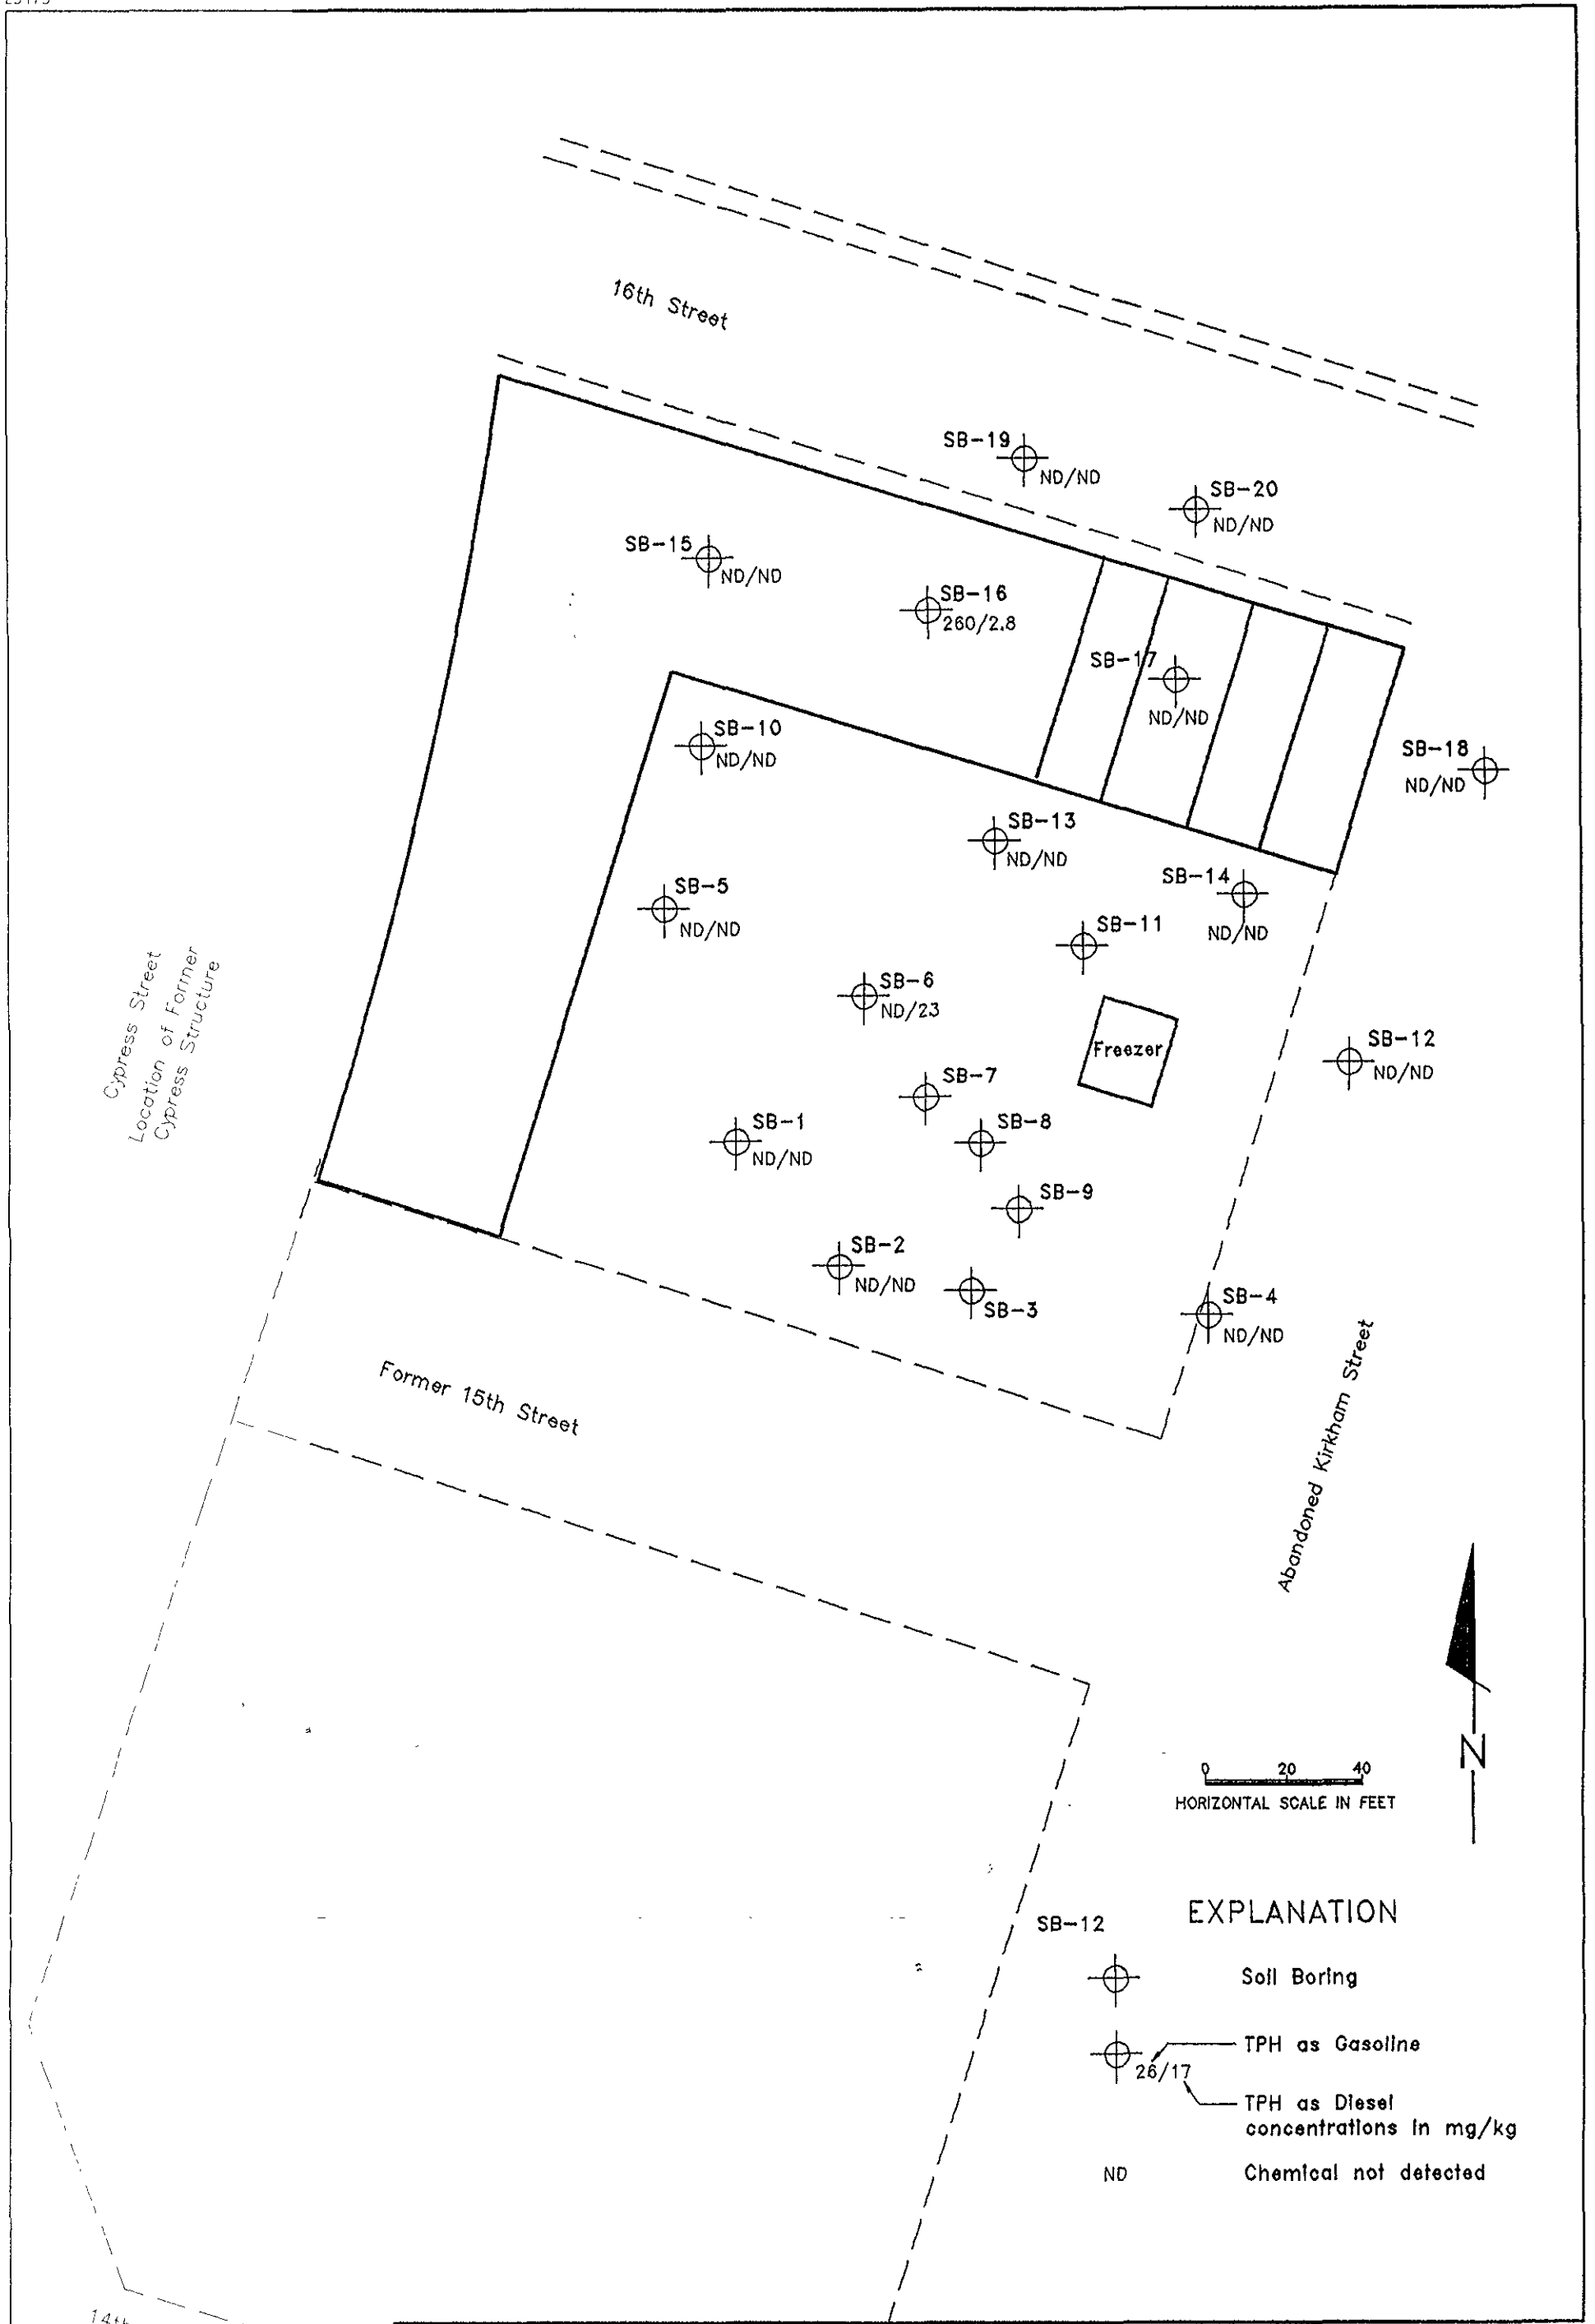 16th Street
SB-19
ND/ND
SB-20
ND/ND
SB-15
ND/ND
SB-16
260/2.8
SB-17
ND/ND
SB-10
ND/ND
SB-18
ND/ND
SB-13
ND/ND
SB-14
ND/ND
SB-5
ND/ND
SB-11
SB-6
ND/23
Freezer
SB-12
ND/ND
Cypress Street
Location of Former
Cypress Structure
SB-7
SB-1
ND/ND
SB-8
SB-9
SB-2
ND/ND
SB-3
SB-4
ND/ND
Former 15th Street
Abandoned Kirkham Street
N
0 20 40
HORIZONTAL SCALE IN FEET
EXPLANATION
SB-12
Soil Boring
TPH as Gasoline
26/17
TPH as Diesel
concentrations in mg/kg
ND Chemical not detected
14th